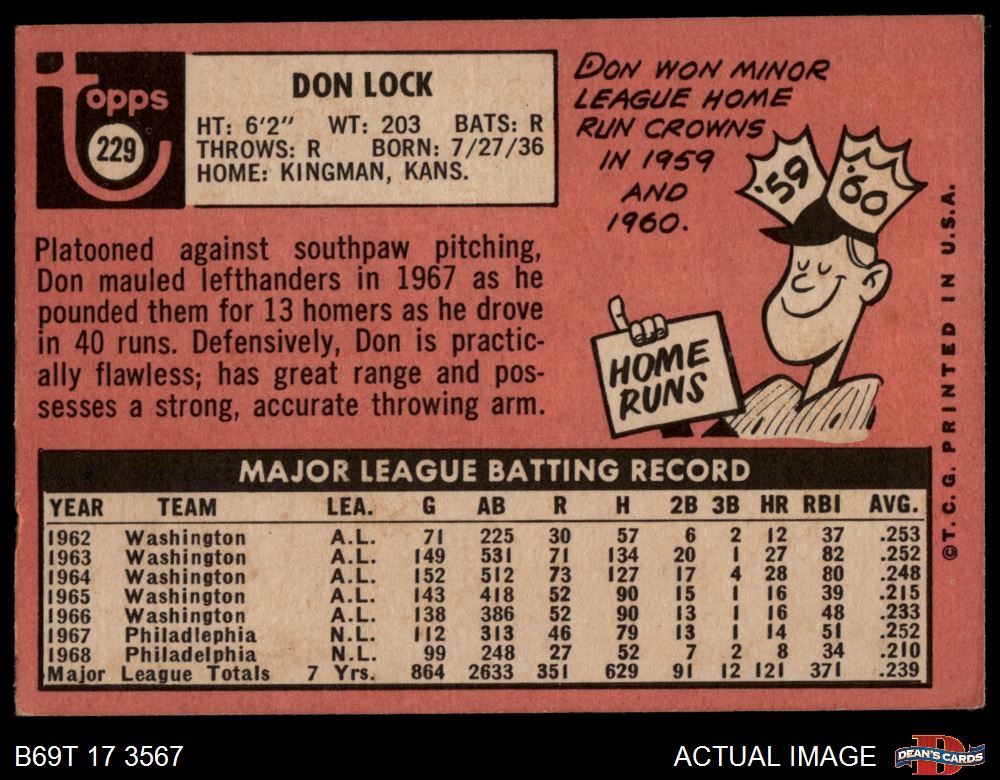 Topps
229
DON LOCK
HT: 6'2" WT: 203 BATS: R
THROWS: R BORN: 7/27/36
HOME: KINGMAN, KANS.
Platooned against southpaw pitching,
Don mauled lefthanders in 1967 as he
pounded them for 13 homers as he drove
in 40 runs. Defensively, Don is practic-
ally flawless; has great range and pos-
sesses a strong, accurate throwing arm.
DON WON MINOR
LEAGUE HOME
RUN CROWNS
IN 1959
AND
1960.
'59 '60
HOME
RUNS
©T.C.G. PRINTED IN U.S.A.
MAJOR LEAGUE BATTING RECORD
YEAR TEAM LEA. G AB R H 2B 3B HR RBI AVG.
1962 Washington A.L. 71 225 30 57 6 2 12 37 .253
1963 Washington A.L. 149 531 71 134 20 1 27 82 .252
1964 Washington A.L. 152 512 73 127 17 4 28 80 .248
1965 Washington A.L. 143 418 52 90 15 1 16 39 .215
1966 Washington A.L. 138 386 52 90 13 1 16 48 .233
1967 Philadlephia N.L. 112 313 46 79 13 1 14 51 .252
1968 Philadelphia N.L. 99 248 27 52 7 2 8 34 .210
Major League Totals 7 Yrs. 864 2633 351 629 91 12 121 371 .239
B69T 17 3567
ACTUAL IMAGE
D
DEAN'S CARDS